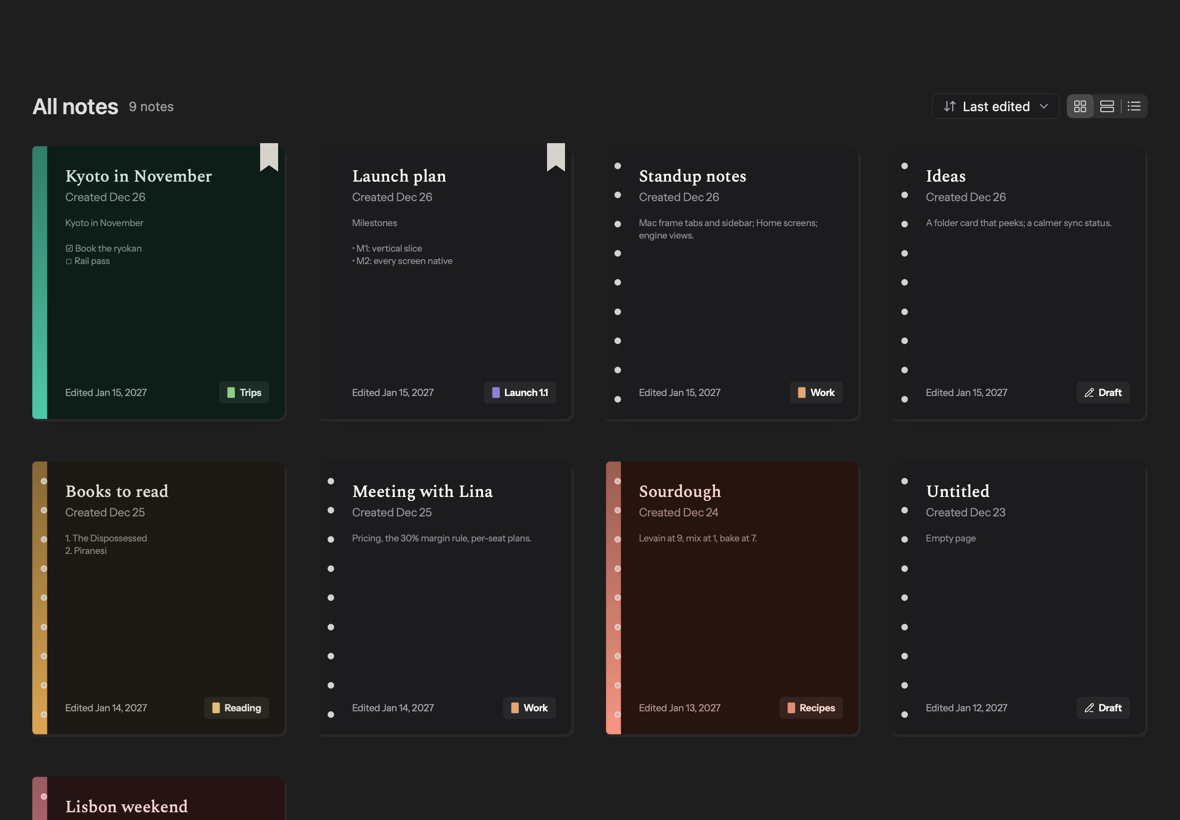 All notes 9 notes
Last edited
Kyoto in November
Created Dec 26
Kyoto in November
☑ Book the ryokan
☐ Rail pass
Edited Jan 15, 2027
Trips
Launch plan
Created Dec 26
Milestones
• M1: vertical slice
• M2: every screen native
Edited Jan 15, 2027
Launch 1.1
Standup notes
Created Dec 26
Mac frame tabs and sidebar; Home screens;
engine views.
Edited Jan 15, 2027
Work
Ideas
Created Dec 26
A folder card that peeks; a calmer sync status.
Edited Jan 15, 2027
Draft
Books to read
Created Dec 25
1. The Dispossessed
2. Piranesi
Edited Jan 14, 2027
Reading
Meeting with Lina
Created Dec 25
Pricing, the 30% margin rule, per-seat plans.
Edited Jan 14, 2027
Work
Sourdough
Created Dec 24
Levain at 9, mix at 1, bake at 7.
Edited Jan 13, 2027
Recipes
Untitled
Created Dec 23
Empty page
Edited Jan 12, 2027
Draft
Lisbon weekend